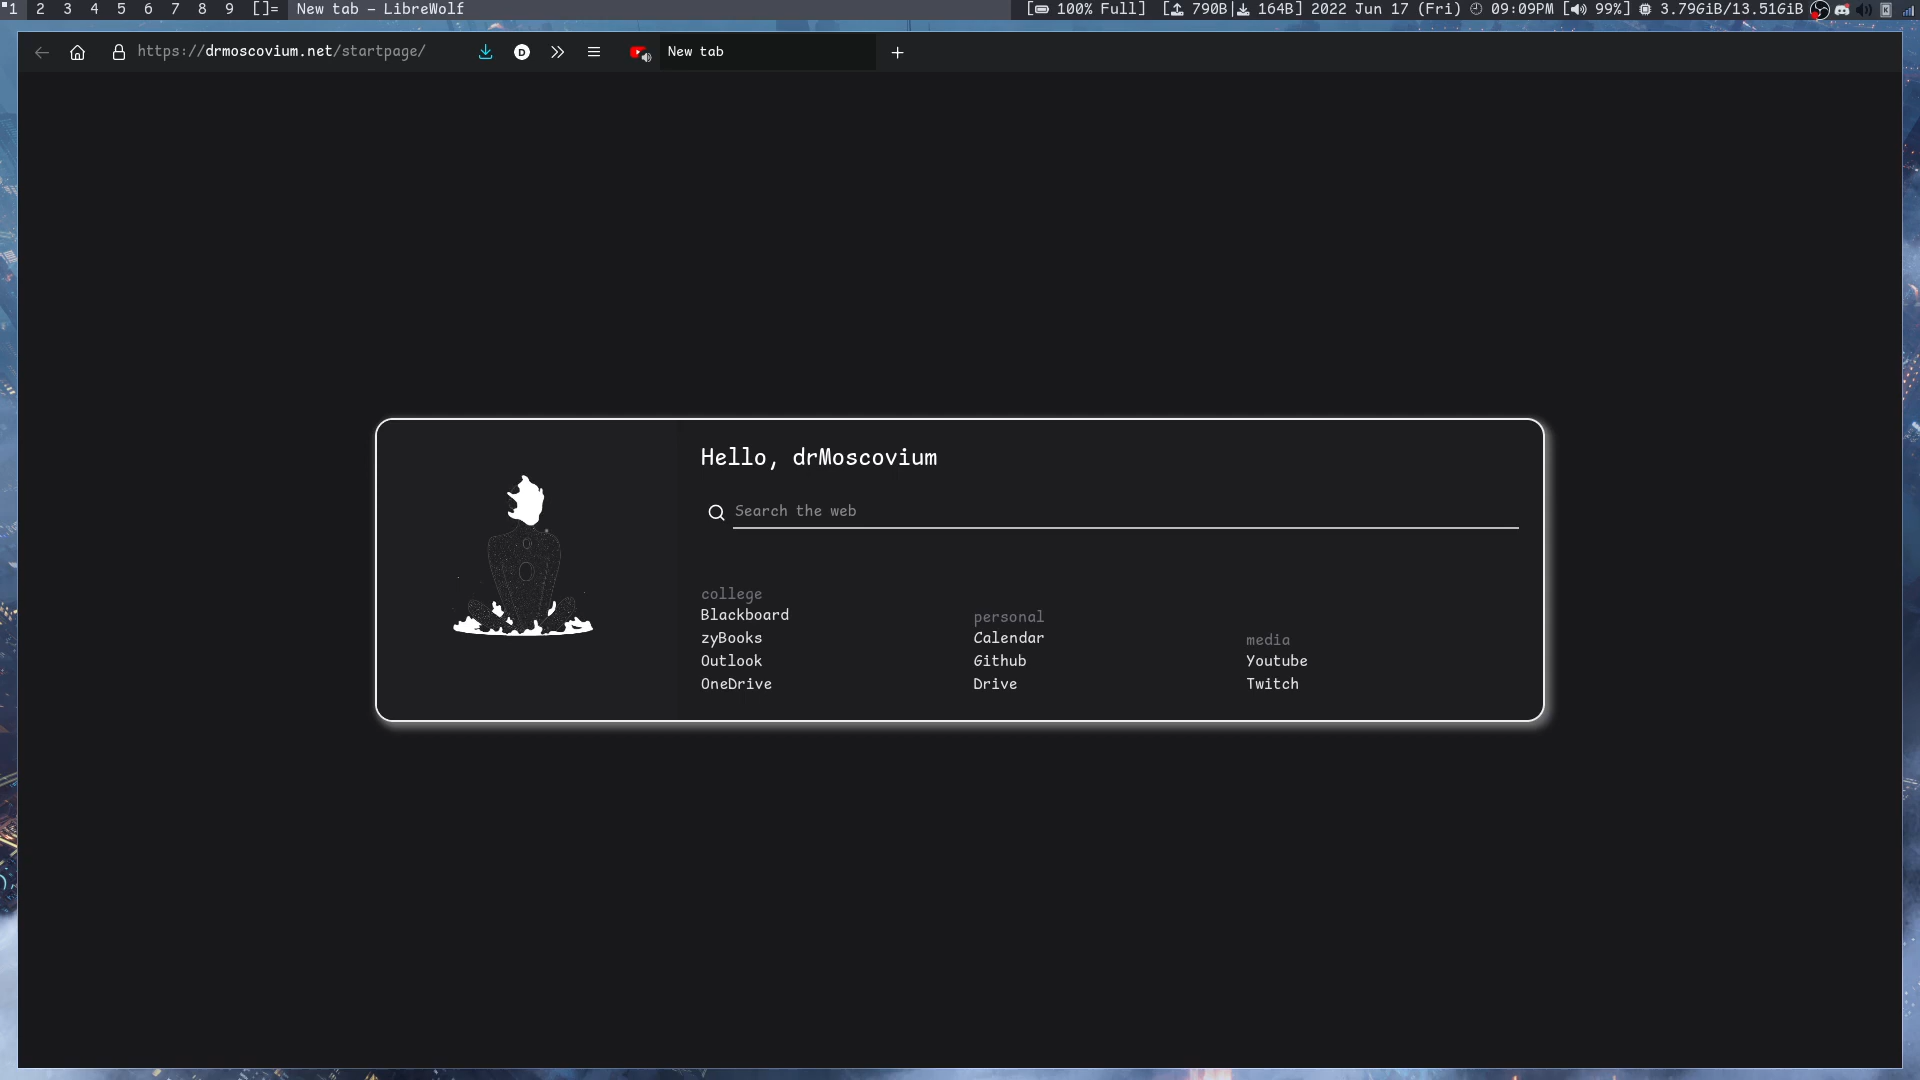 1 2 3 4 5 6 7 8 9 []= New tab — LibreWolf [ 100% Full] [ 790B| 164B] 2022 Jun 17 (Fri) 09:09PM [ 99%] 3.79GiB/13.51GiB
https://drmoscovium.net/startpage/ D New tab
Hello, drMoscovium
Search the web
college
Blackboard
zyBooks
Outlook
OneDrive
personal
Calendar
Github
Drive
media
Youtube
Twitch